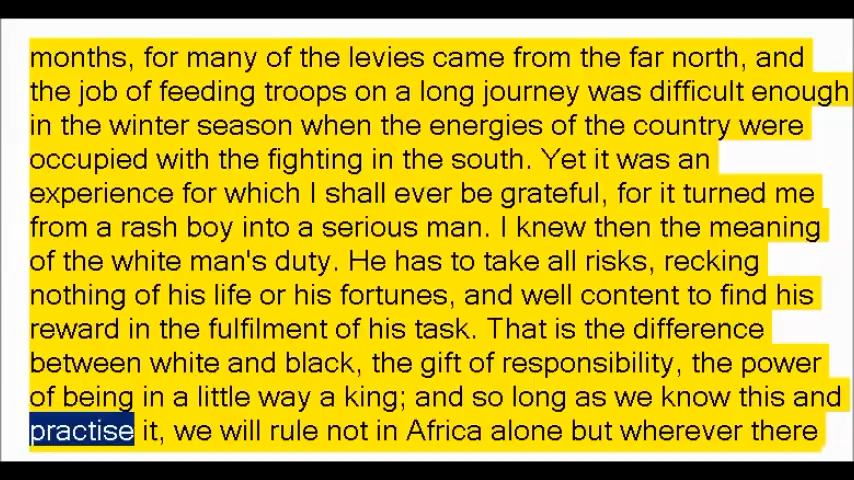 months, for many of the levies came from the far north, and
the job of feeding troops on a long journey was difficult enough
in the winter season when the energies of the country were
occupied with the fighting in the south. Yet it was an
experience for which I shall ever be grateful, for it turned me
from a rash boy into a serious man. I knew then the meaning
of the white man's duty. He has to take all risks, recking
nothing of his life or his fortunes, and well content to find his
reward in the fulfilment of his task. That is the difference
between white and black, the gift of responsibility, the power
of being in a little way a king; and so long as we know this and
practise it, we will rule not in Africa alone but wherever there